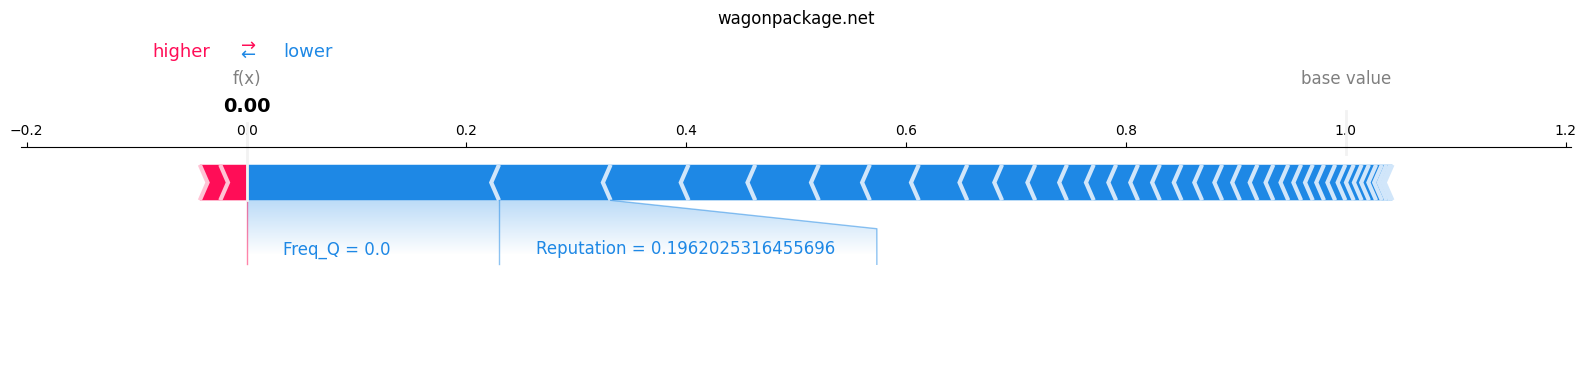 wagonpackage.net
higher ⇄ lower
f(x) base value
0.00
−0.2 0.0 0.2 0.4 0.6 0.8 1.0 1.2
Freq_Q = 0.0 Reputation = 0.1962025316455696